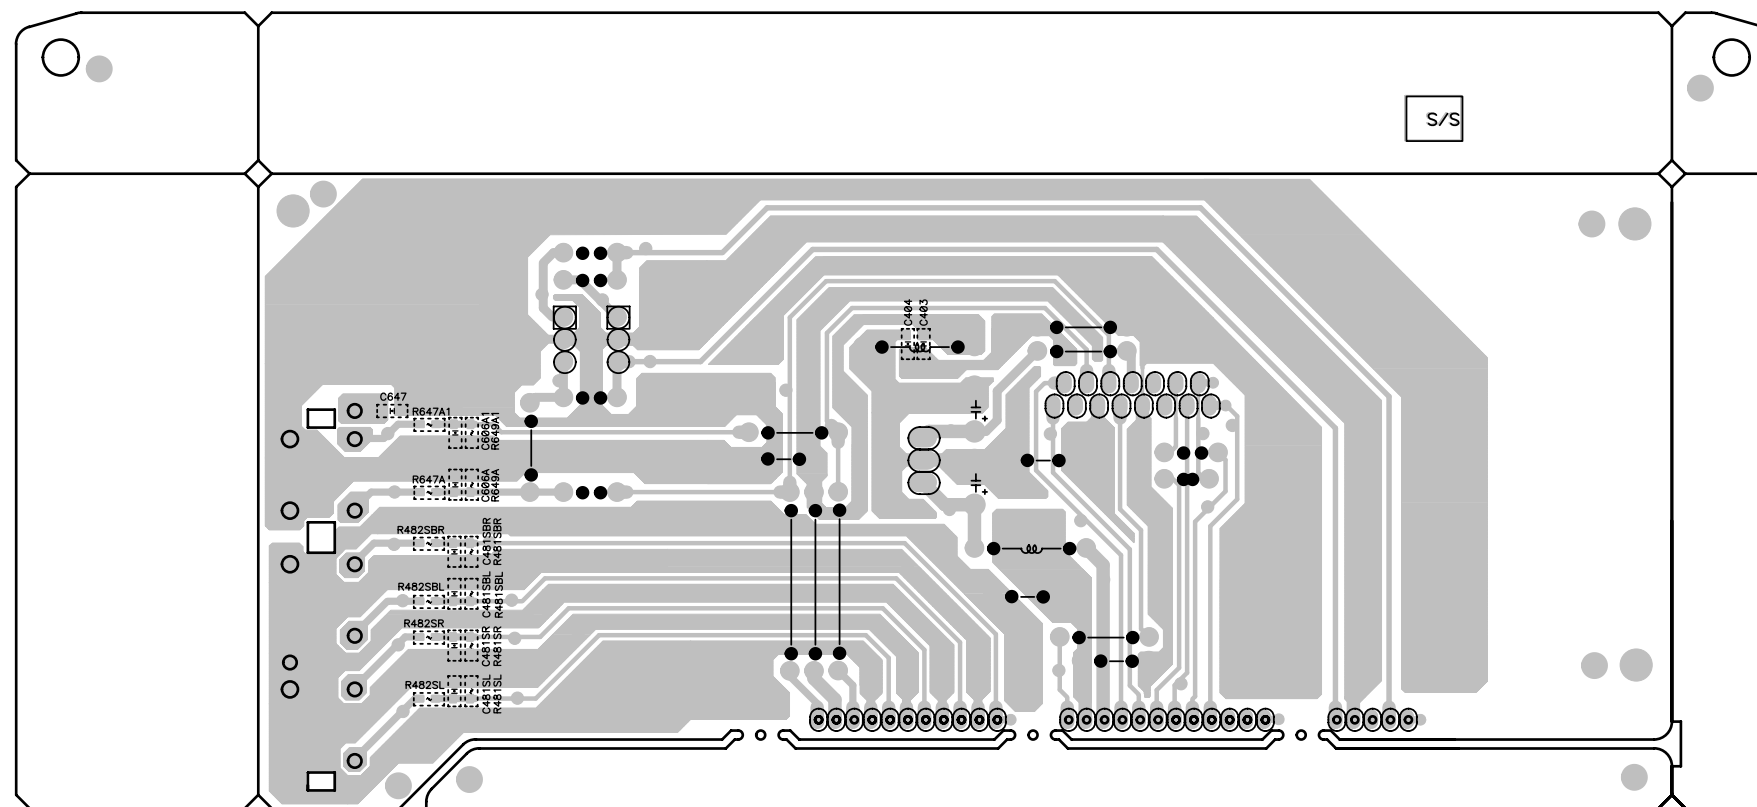 S/S
C404
C403
C647
R647A1
C606A1
R649A1
R647A
C606A
R649A
R482SBR
C481SBR
R481SBR
R482SBL
C481SBL
R481SBL
R482SR
C481SR
R481SR
R482SL
C481SL
R481SL
+
+